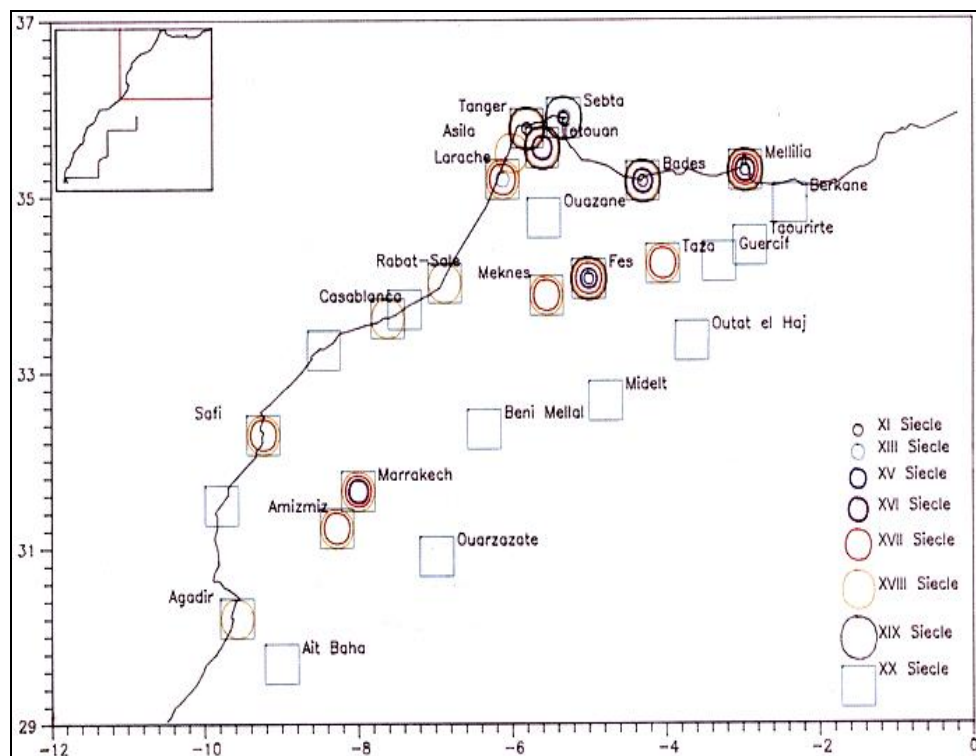 37
Tanger
Sebta
Asila
Tetouan
Larache
Bades
Mellilia
35
Berkane
Ouazane
Taourirte
Rabat-Sale
Meknes
Fes
Taza
Guercif
Casablanca
Outat el Haj
33
Midelt
Safi
Beni Mellal
XI Siecle
XIII Siecle
XV Siecle
Marrakech
Amizmiz
XVI Siecle
31
Ouarzazate
XVII Siecle
Agadir
XVIII Siecle
Ait Baha
XIX Siecle
XX Siecle
29
-12 -10 -8 -6 -4 -2 0